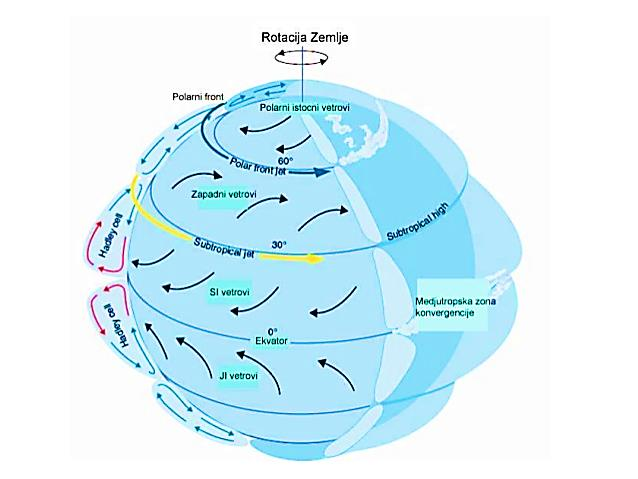 Rotacija Zemlje
Polarni front
Polarni istocni vetrovi
60°
Polar front jet
Zapadni vetrovi
Subtropical high
Hadley cell
30°
Subtropical jet
SI vetrovi
Medjutropska zona
konvergencije
Hadley cell
0°
Ekvator
JI vetrovi